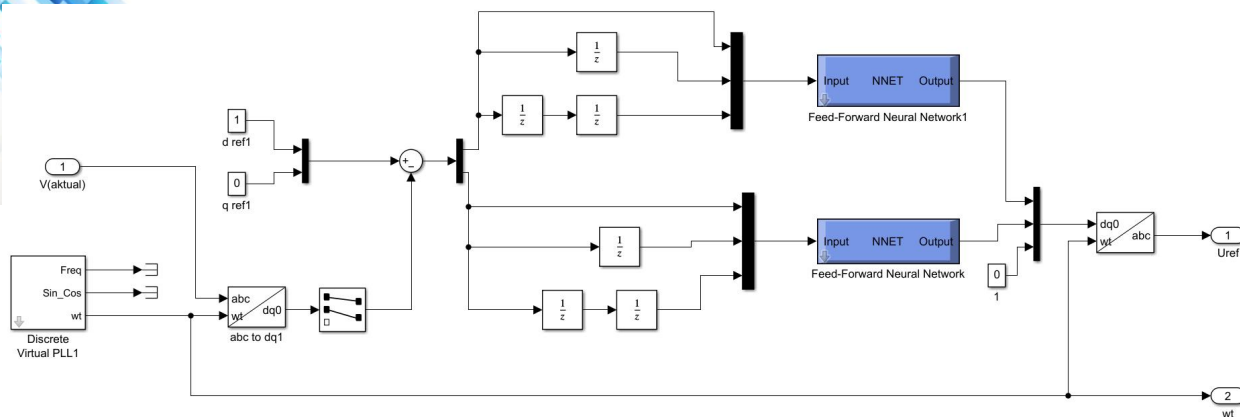 1
z
Input NNET Output
Feed-Forward Neural Network1
1
z
1
z
1
d ref1
+
-
1
V(aktual)
0
q ref1
dq0
wt
abc
1
Uref
1
z
Input NNET Output
Feed-Forward Neural Network
0
1
Freq
Sin_Cos
wt
Discrete
Virtual PLL1
abc
wt
dq0
abc to dq1
1
z
1
z
2
wt